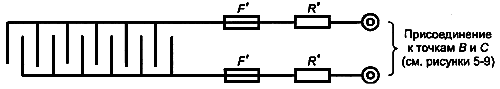 F' R'
Присоединение
к точкам B и C
(см. рисунки 5-9)
F' R'